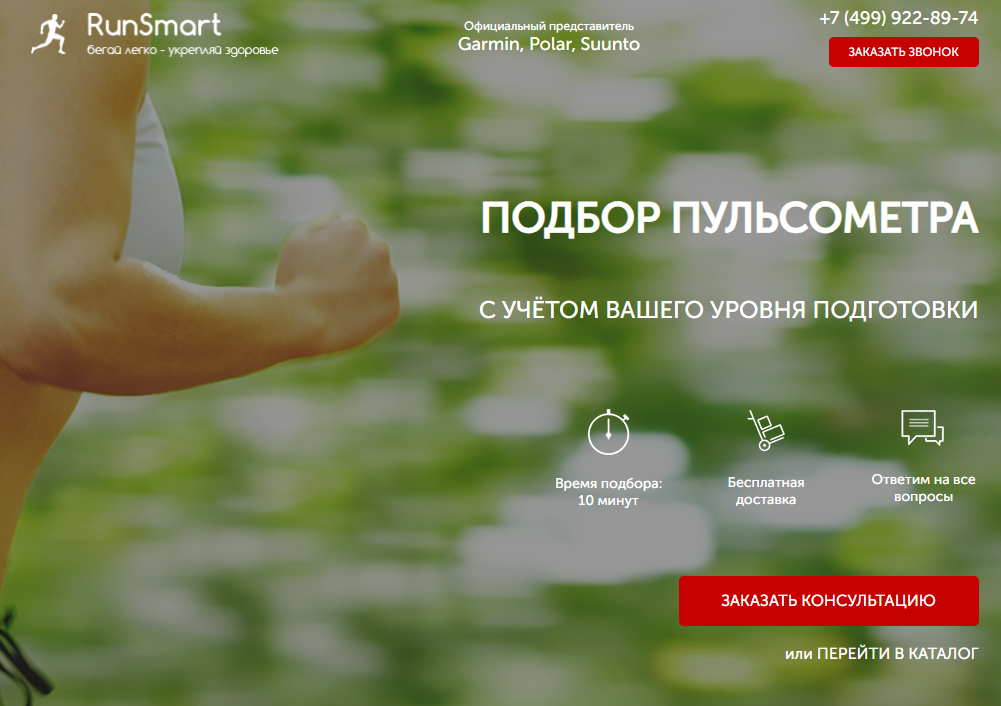 RunSmart
бегай легко - укрепляй здоровье
Официальный представитель
Garmin, Polar, Suunto
+7 (499) 922-89-74
ЗАКАЗАТЬ ЗВОНОК
ПОДБОР ПУЛЬСОМЕТРА
С УЧЁТОМ ВАШЕГО УРОВНЯ ПОДГОТОВКИ
Время подбора:
10 минут
Бесплатная
доставка
Ответим на все
вопросы
ЗАКАЗАТЬ КОНСУЛЬТАЦИЮ
или ПЕРЕЙТИ В КАТАЛОГ